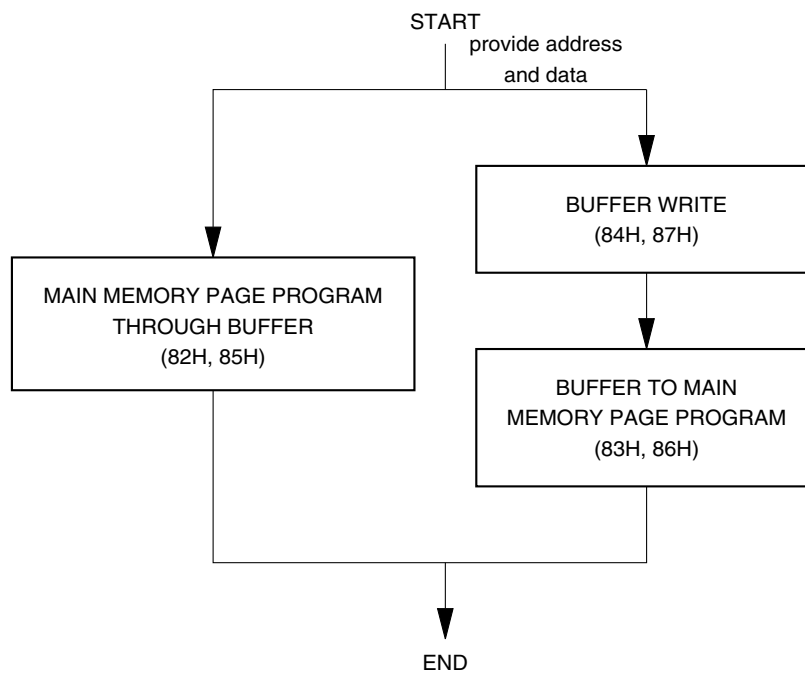 START
provide address
and data
BUFFER WRITE
(84H, 87H)
MAIN MEMORY PAGE PROGRAM
THROUGH BUFFER
(82H, 85H)
BUFFER TO MAIN
MEMORY PAGE PROGRAM
(83H, 86H)
END